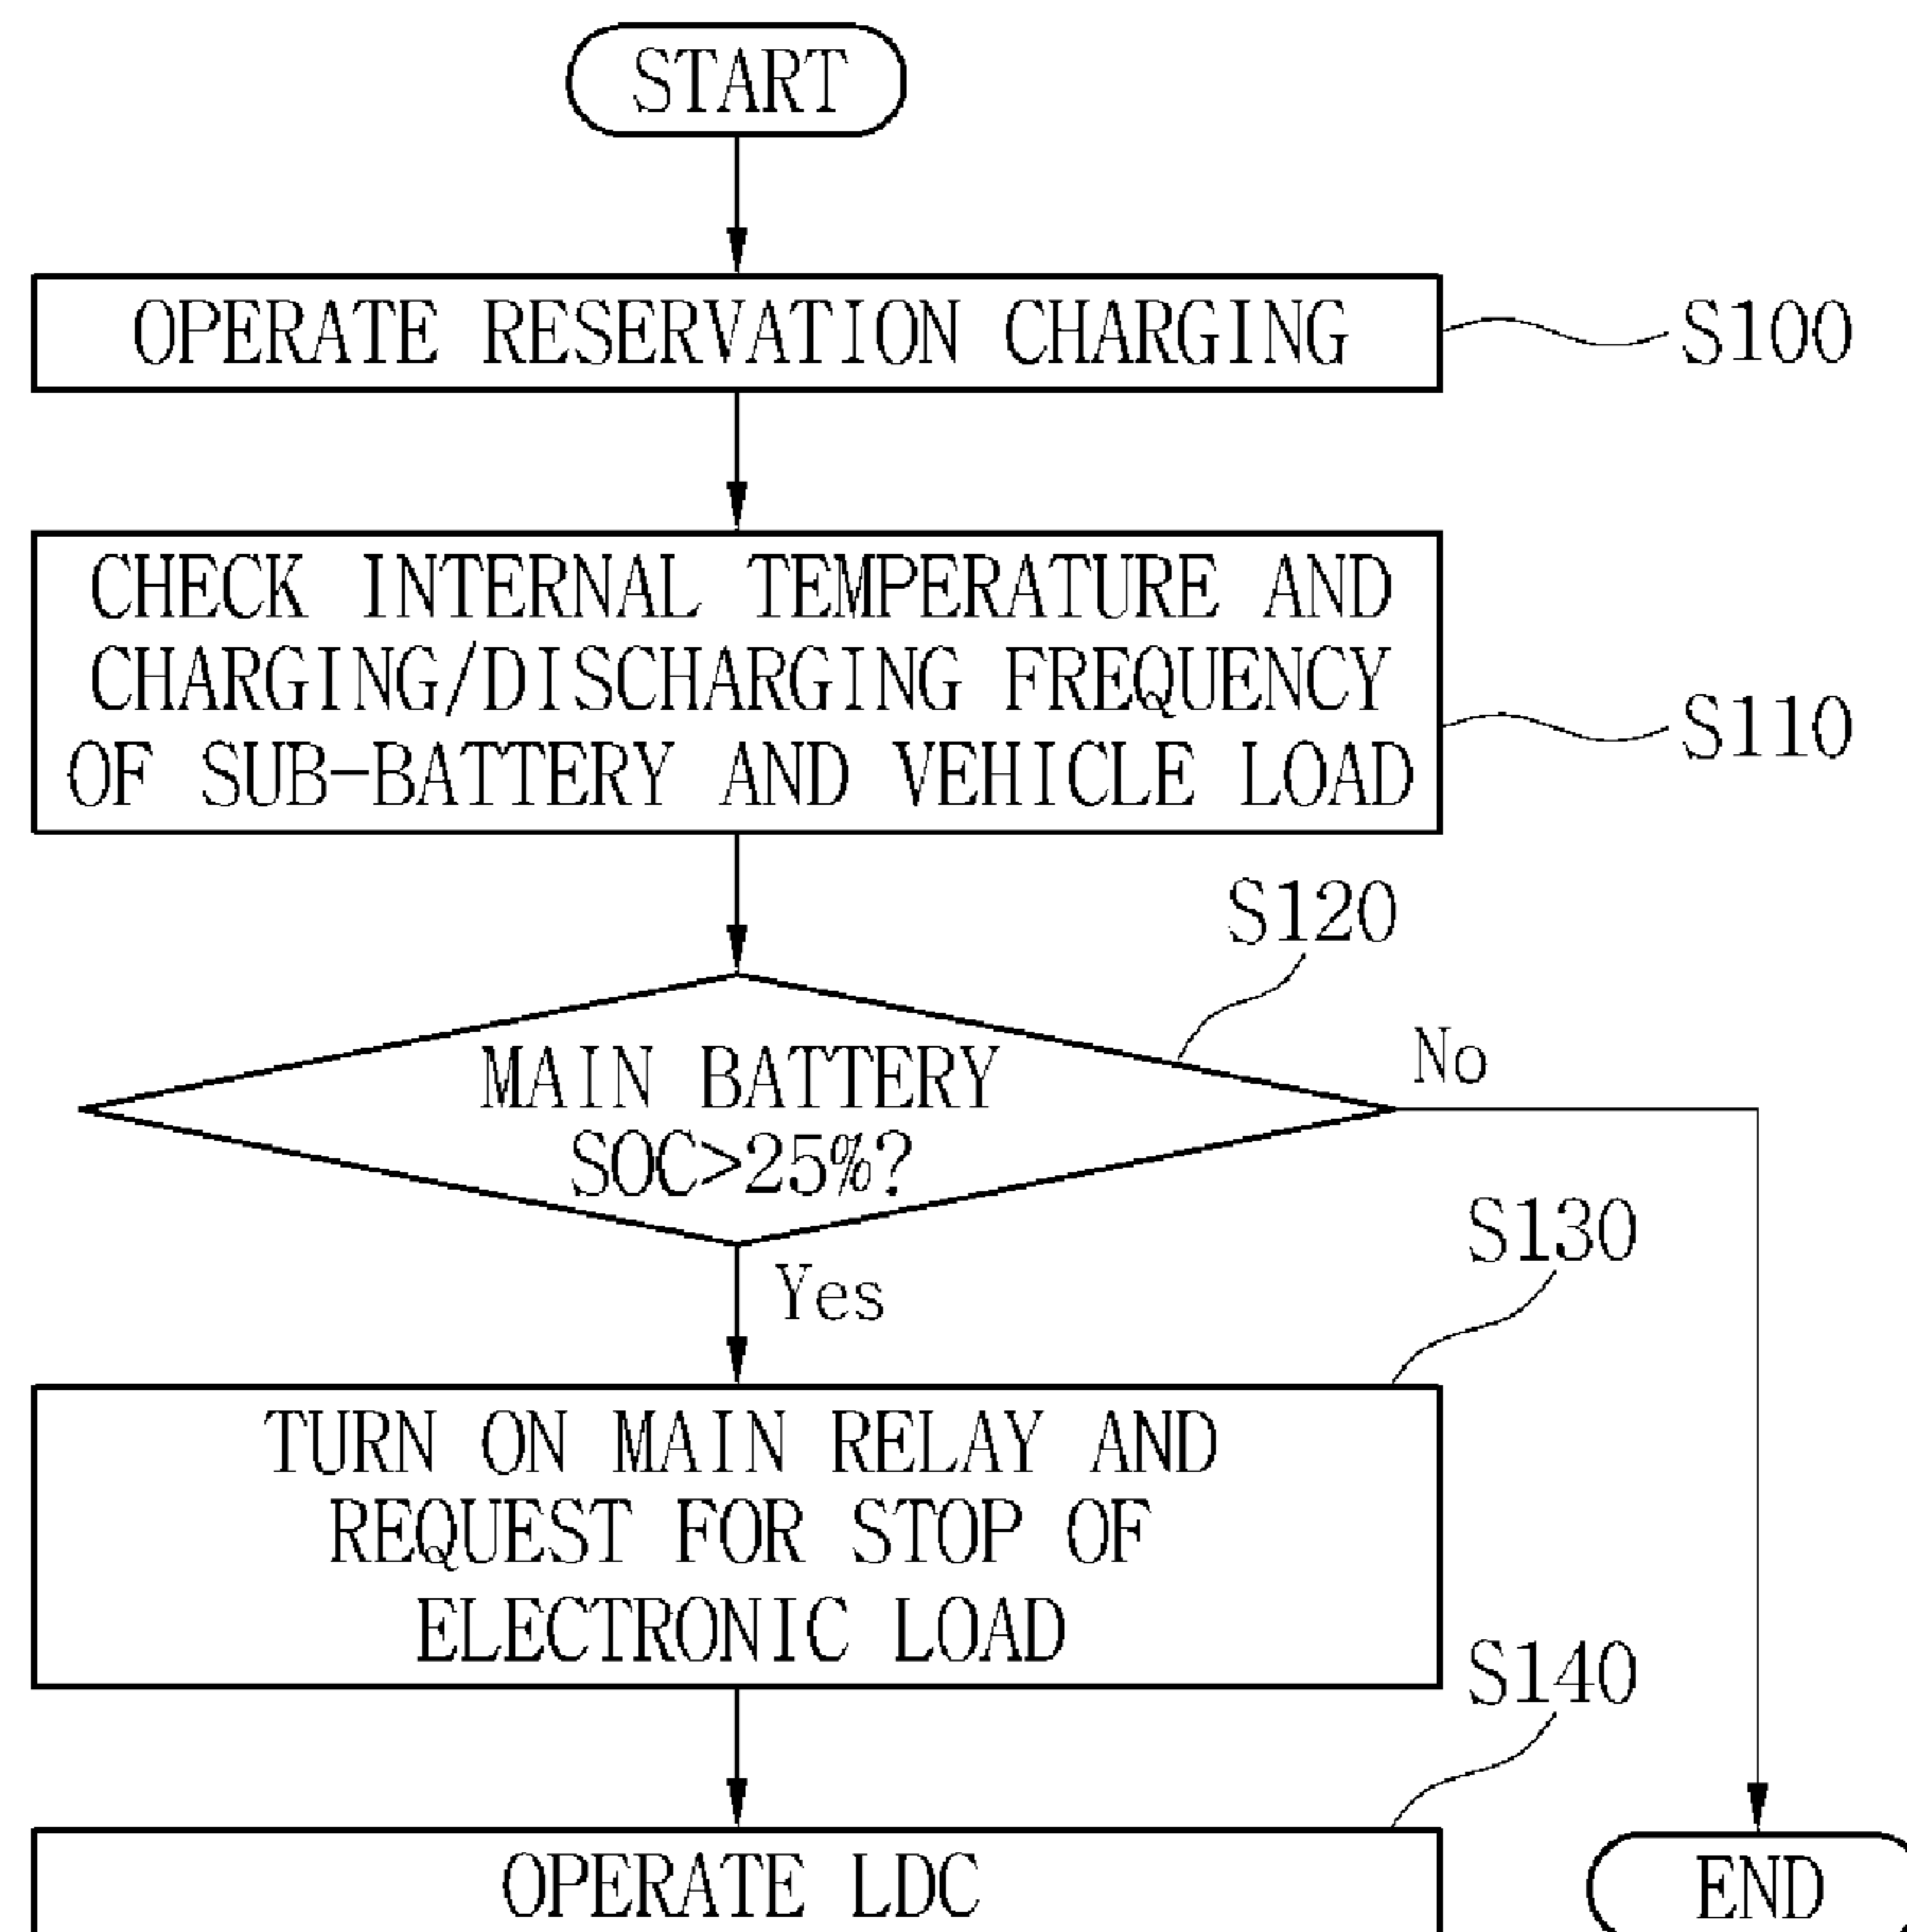 START
OPERATE RESERVATION CHARGING
S100
CHECK INTERNAL TEMPERATURE AND
CHARGING/DISCHARGING FREQUENCY
OF SUB-BATTERY AND VEHICLE LOAD
S110
S120
MAIN BATTERY
SOC>25%?
No
Yes
S130
TURN ON MAIN RELAY AND
REQUEST FOR STOP OF
ELECTRONIC LOAD
S140
OPERATE LDC
END